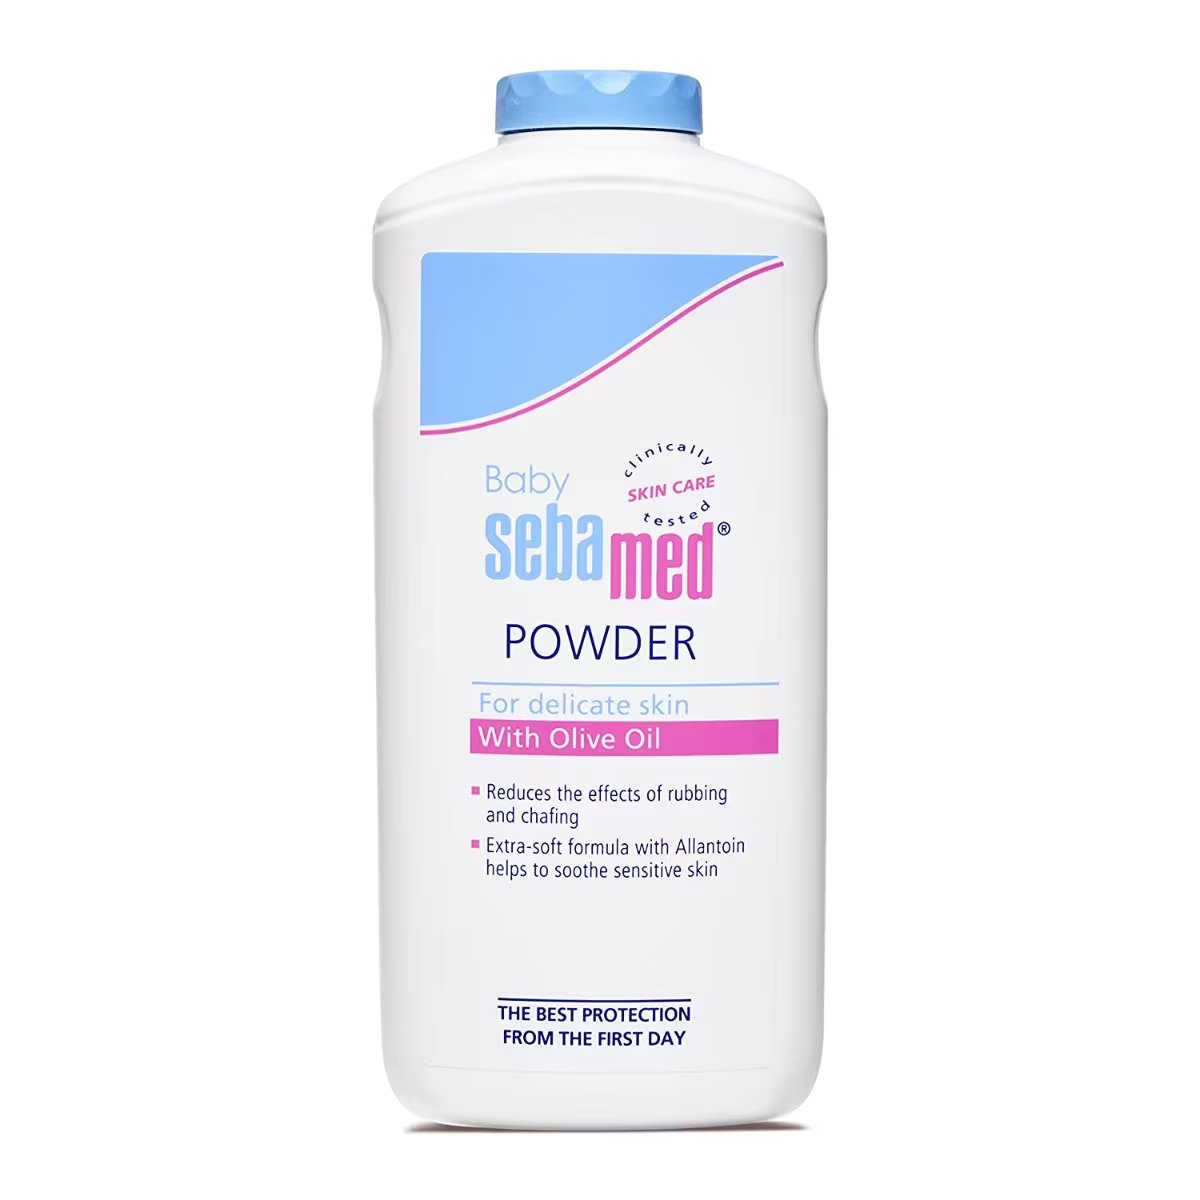 Baby
clinically
SKIN CARE
tested
sebamed®
POWDER
For delicate skin
With Olive Oil
Reduces the effects of rubbing
and chafing
Extra-soft formula with Allantoin
helps to soothe sensitive skin
THE BEST PROTECTION
FROM THE FIRST DAY